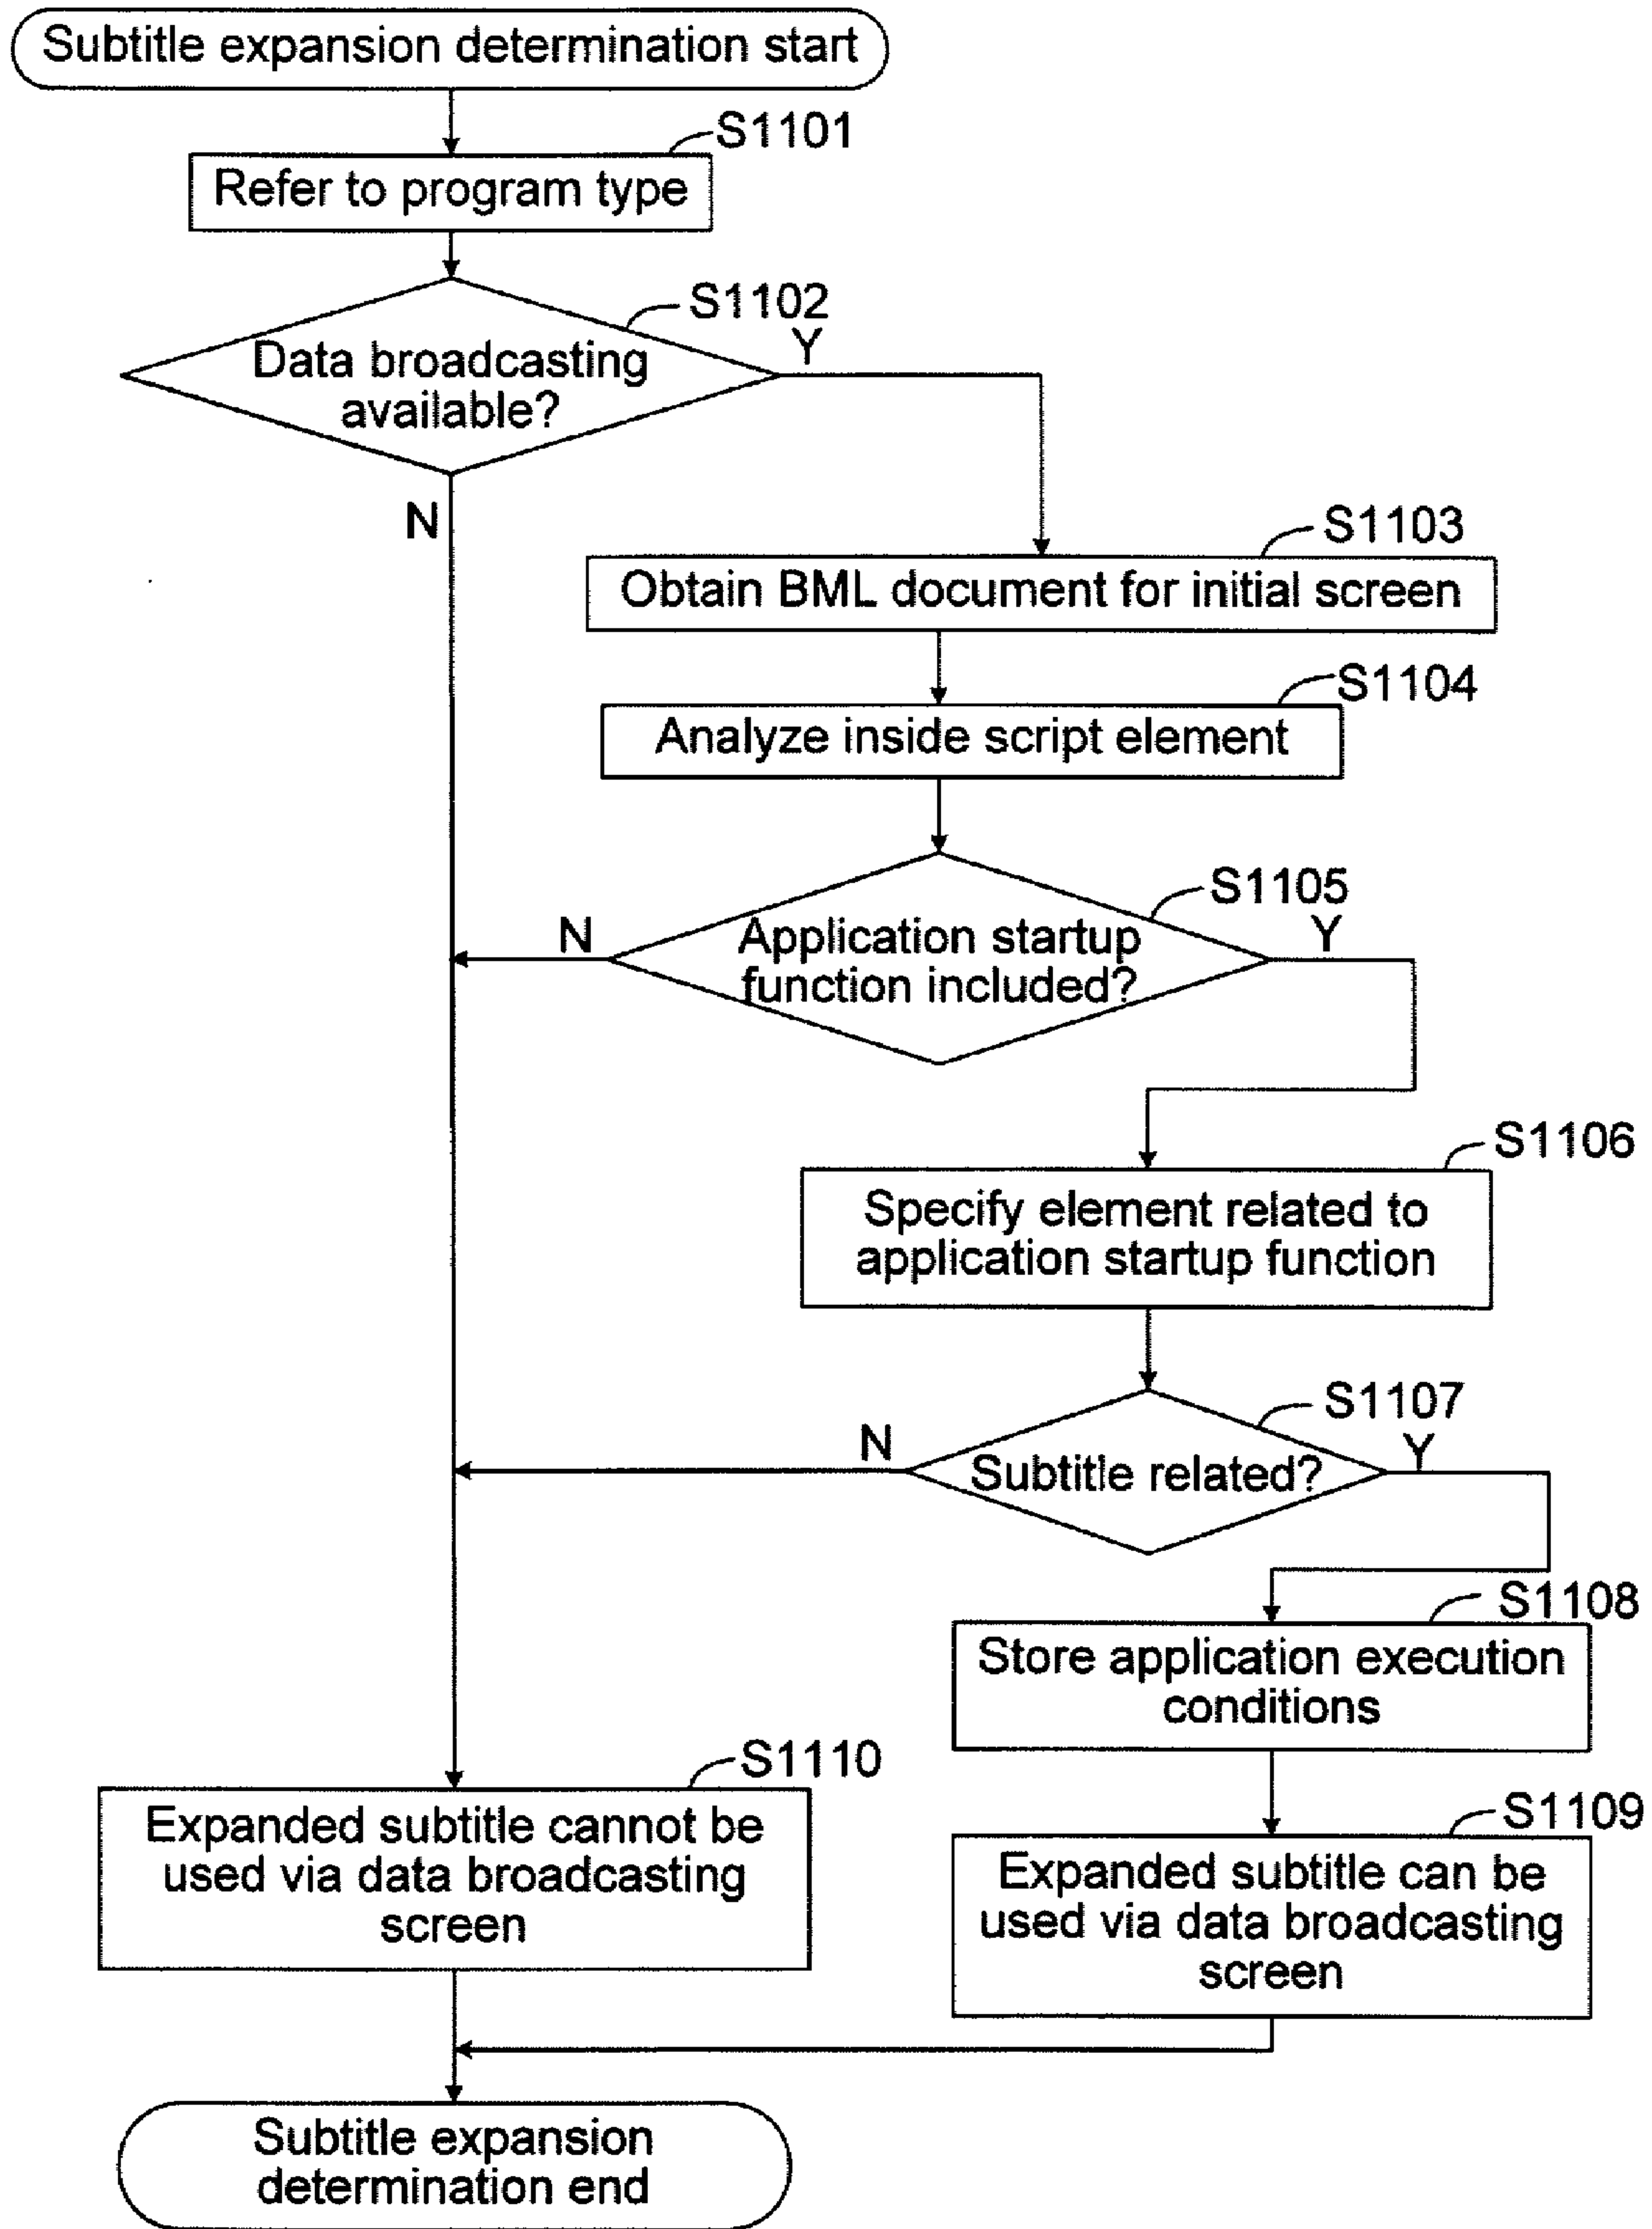 Subtitle expansion determination start
S1101
Refer to program type
S1102
Data broadcasting
available?
Y
N
S1103
Obtain BML document for initial screen
S1104
Analyze inside script element
S1105
Application startup
function included?
N
Y
S1106
Specify element related to
application startup function
S1107
Subtitle related?
N
Y
S1108
Store application execution
conditions
S1110
Expanded subtitle cannot be
used via data broadcasting
screen
S1109
Expanded subtitle can be
used via data broadcasting
screen
Subtitle expansion
determination end